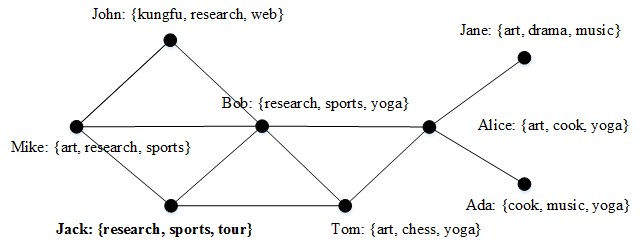 John: {kungfu, research, web}
Jane: {art, drama, music}
Bob: {research, sports, yoga}
Alice: {art, cook, yoga}
Mike: {art, research, sports}
Ada: {cook, music, yoga}
Jack: {research, sports, tour}
Tom: {art, chess, yoga}